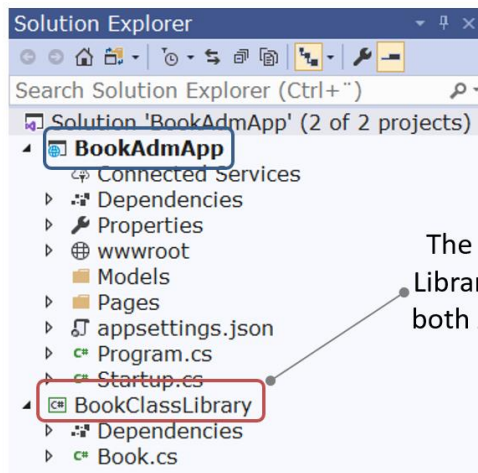 Solution Explorer
Search Solution Explorer (Ctrl+¨)
Solution 'BookAdmApp' (2 of 2 projects)
BookAdmApp
Connected Services
Dependencies
Properties
wwwroot
Models
Pages
appsettings.json
C# Program.cs
C# Startup.cs
C# BookClassLibrary
Dependencies
C# Book.cs
The
both